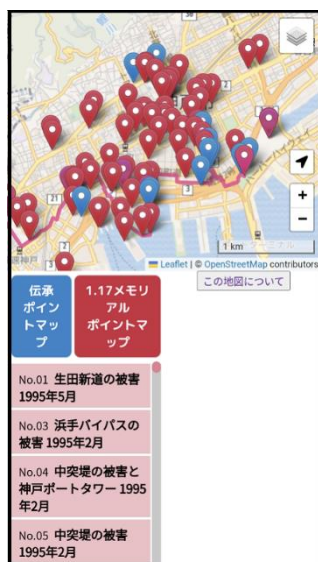 2
30
2
3
21
1 km
+
−
Leaflet | © OpenStreetMap contributors
この地図について
伝承
ポイン
トマッ
プ
1.17メモリ
アル
ポイントマ
ップ
No.01 生田新道の被害
1995年5月
No.03 浜手バイパスの
被害 1995年2月
No.04 中突堤の被害と
神戸ポートタワー 1995
年2月
No.05 中突堤の被害
1995年2月